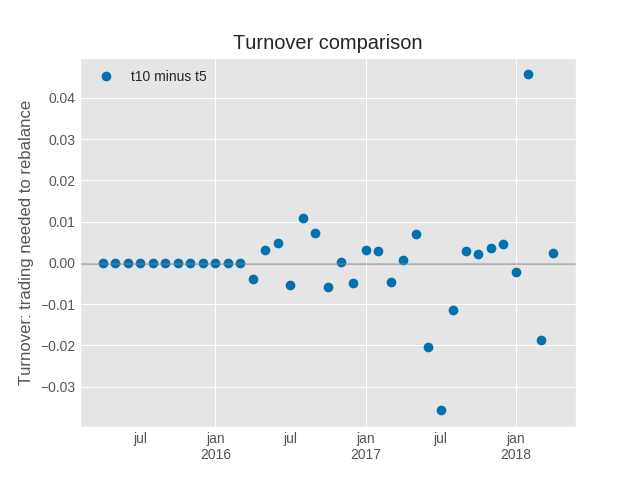 Turnover comparison
t10 minus t5
Turnover: trading needed to rebalance
0.04
0.03
0.02
0.01
0.00
−0.01
−0.02
−0.03
jul
jan
2016
jul
jan
2017
jul
jan
2018